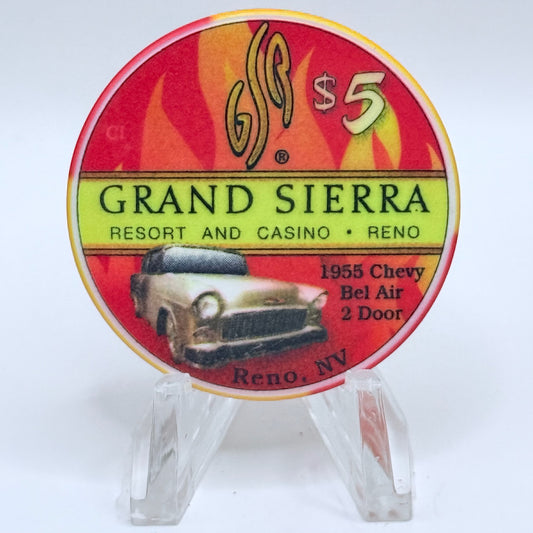 GSR
®
$5
GRAND SIERRA
RESORT AND CASINO • RENO
1955 Chevy
Bel Air
2 Door
Reno, NV